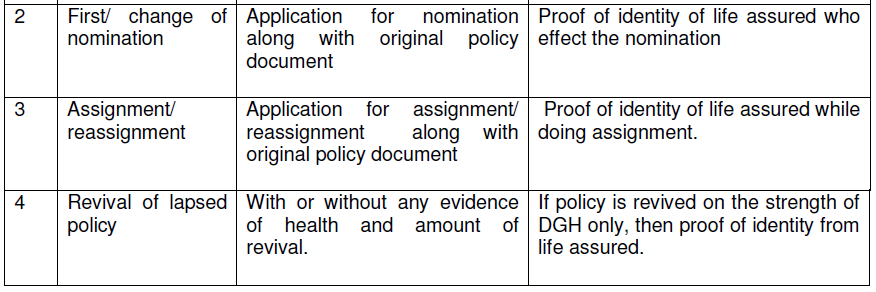 2
First/ change of
nomination
Application for nomination
along with original policy
document
Proof of identity of life assured who
effect the nomination
3
Assignment/
reassignment
Application for assignment/
reassignment along with
original policy document
Proof of identity of life assured while
doing assignment.
4
Revival of lapsed
policy
With or without any evidence
of health and amount of
revival.
If policy is revived on the strength of
DGH only, then proof of identity from
life assured.